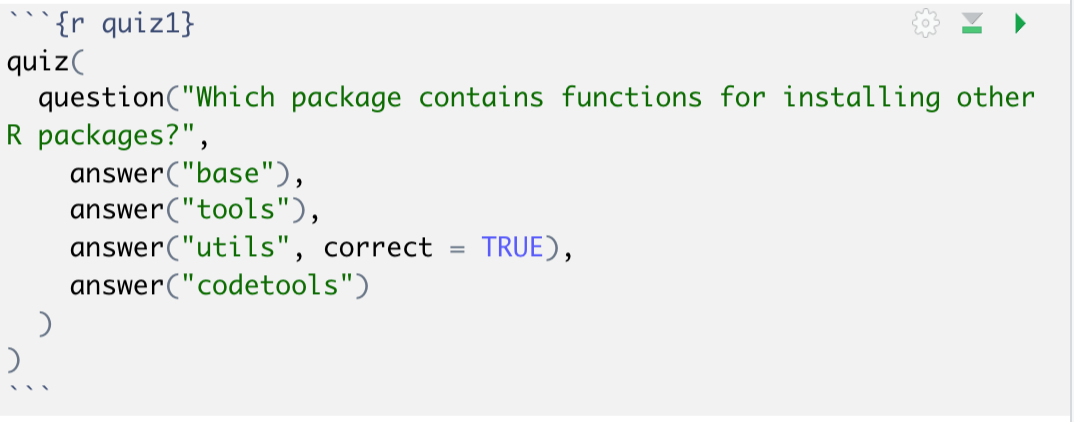 ```{r quiz1}
quiz(
  question("Which package contains functions for installing other
R packages?",
    answer("base"),
    answer("tools"),
    answer("utils", correct = TRUE),
    answer("codetools")
  )
)
```